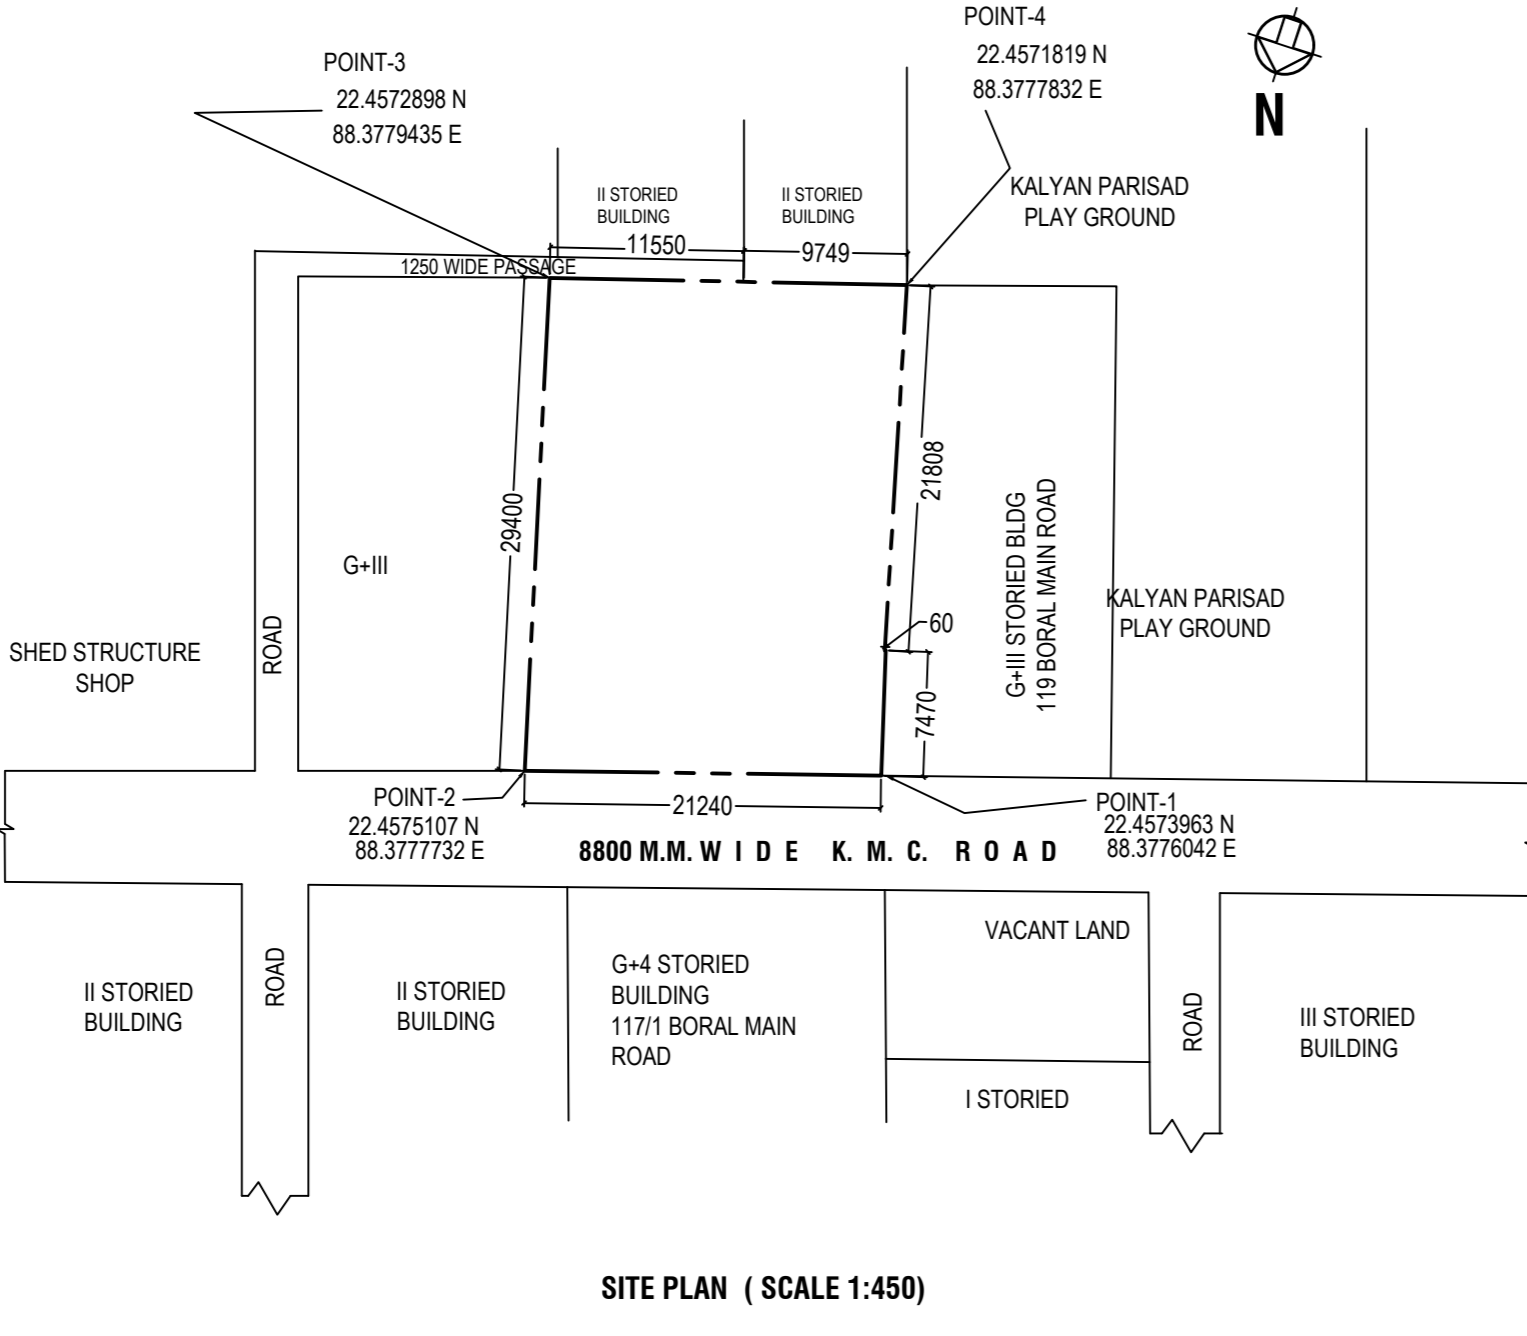 POINT-4
22.4571819 N
88.3777832 E
N
POINT-3
22.4572898 N
88.3779435 E
KALYAN PARISAD
PLAY GROUND
II STORIED
BUILDING
II STORIED
BUILDING
11550
9749
1250 WIDE PASSAGE
29400
21808
G+III
G+III STORIED BLDG
119 BORAL MAIN ROAD
KALYAN PARISAD
PLAY GROUND
60
SHED STRUCTURE
SHOP
ROAD
7470
POINT-2
22.4575107 N
88.3777732 E
21240
POINT-1
22.4573963 N
88.3776042 E
8800 M.M. WIDE K. M. C. ROAD
II STORIED
BUILDING
ROAD
II STORIED
BUILDING
G+4 STORIED
BUILDING
117/1 BORAL MAIN
ROAD
VACANT LAND
I STORIED
ROAD
III STORIED
BUILDING
SITE PLAN ( SCALE 1:450)